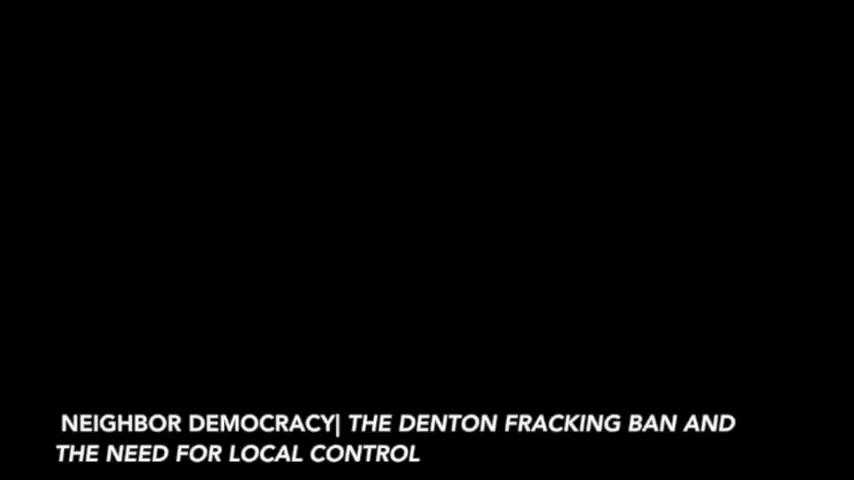 NEIGHBOR DEMOCRACY| THE DENTON FRACKING BAN AND
THE NEED FOR LOCAL CONTROL